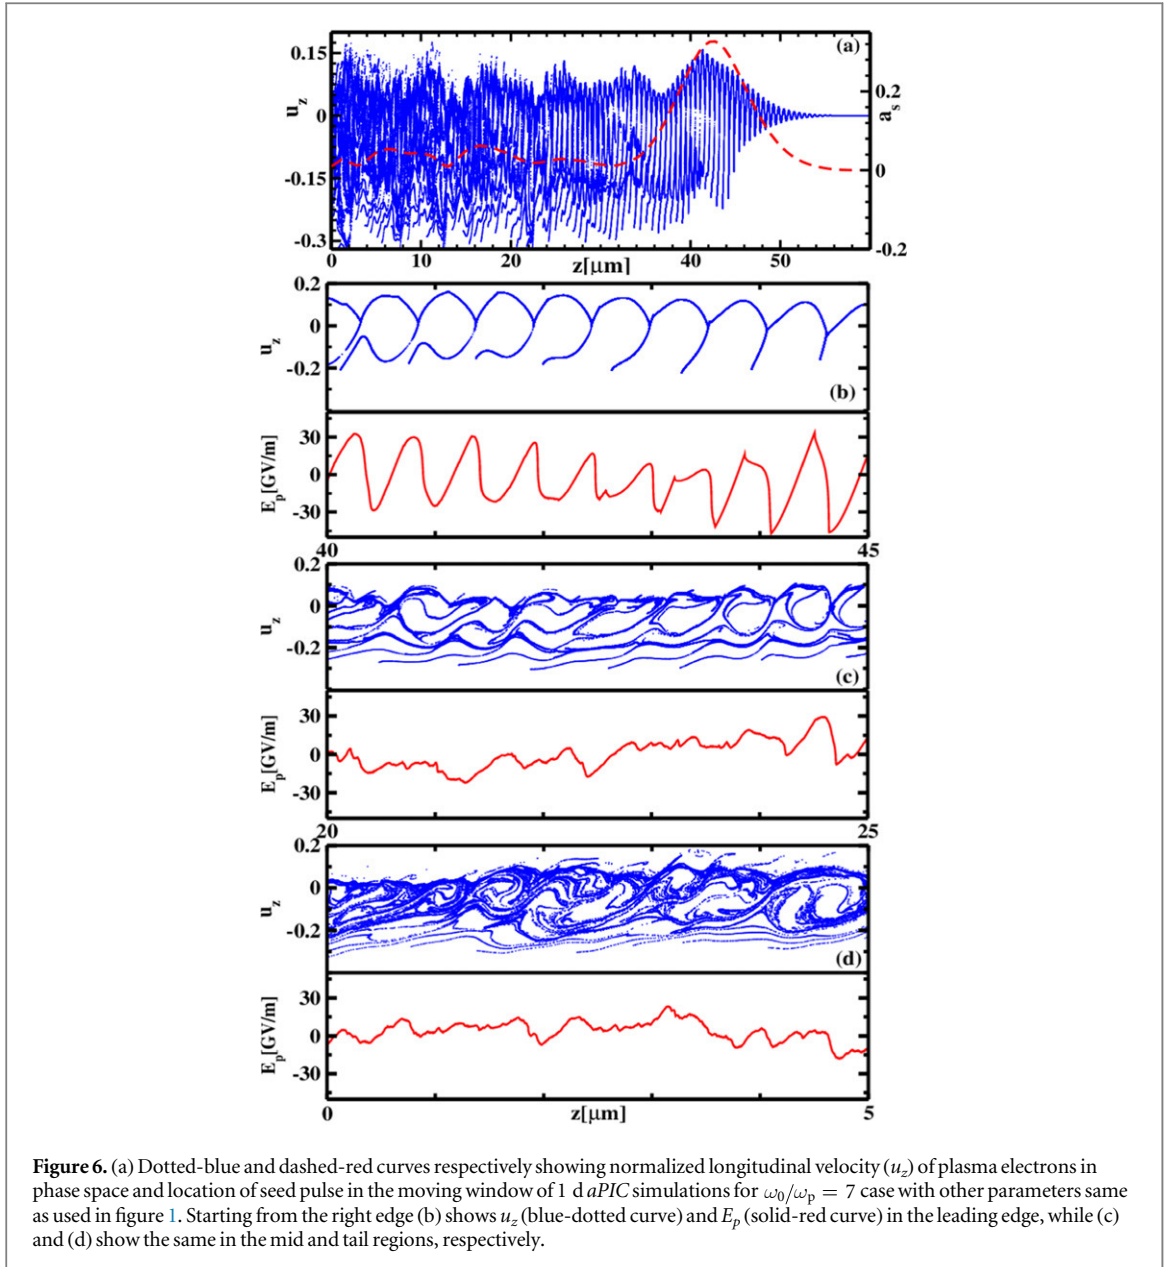 (a)
0.15
0
-0.15
-0.3
u_z
0.2
0
-0.2
a_s
0 10 20 z[μm] 40 50
0.2
0
-0.2
u_z
(b)
30
0
-30
E_p[GV/m]
40 45
0.2
0
-0.2
u_z
(c)
30
0
-30
E_p[GV/m]
20 25
0.2
0
-0.2
u_z
(d)
30
0
-30
E_p[GV/m]
0 z[μm] 5
Figure 6. (a) Dotted-blue and dashed-red curves respectively showing normalized longitudinal velocity (u_z) of plasma electrons in
phase space and location of seed pulse in the moving window of 1 d aPIC simulations for ω_0/ω_p = 7 case with other parameters same
as used in figure 1. Starting from the right edge (b) shows u_z (blue-dotted curve) and E_p (solid-red curve) in the leading edge, while (c)
and (d) show the same in the mid and tail regions, respectively.